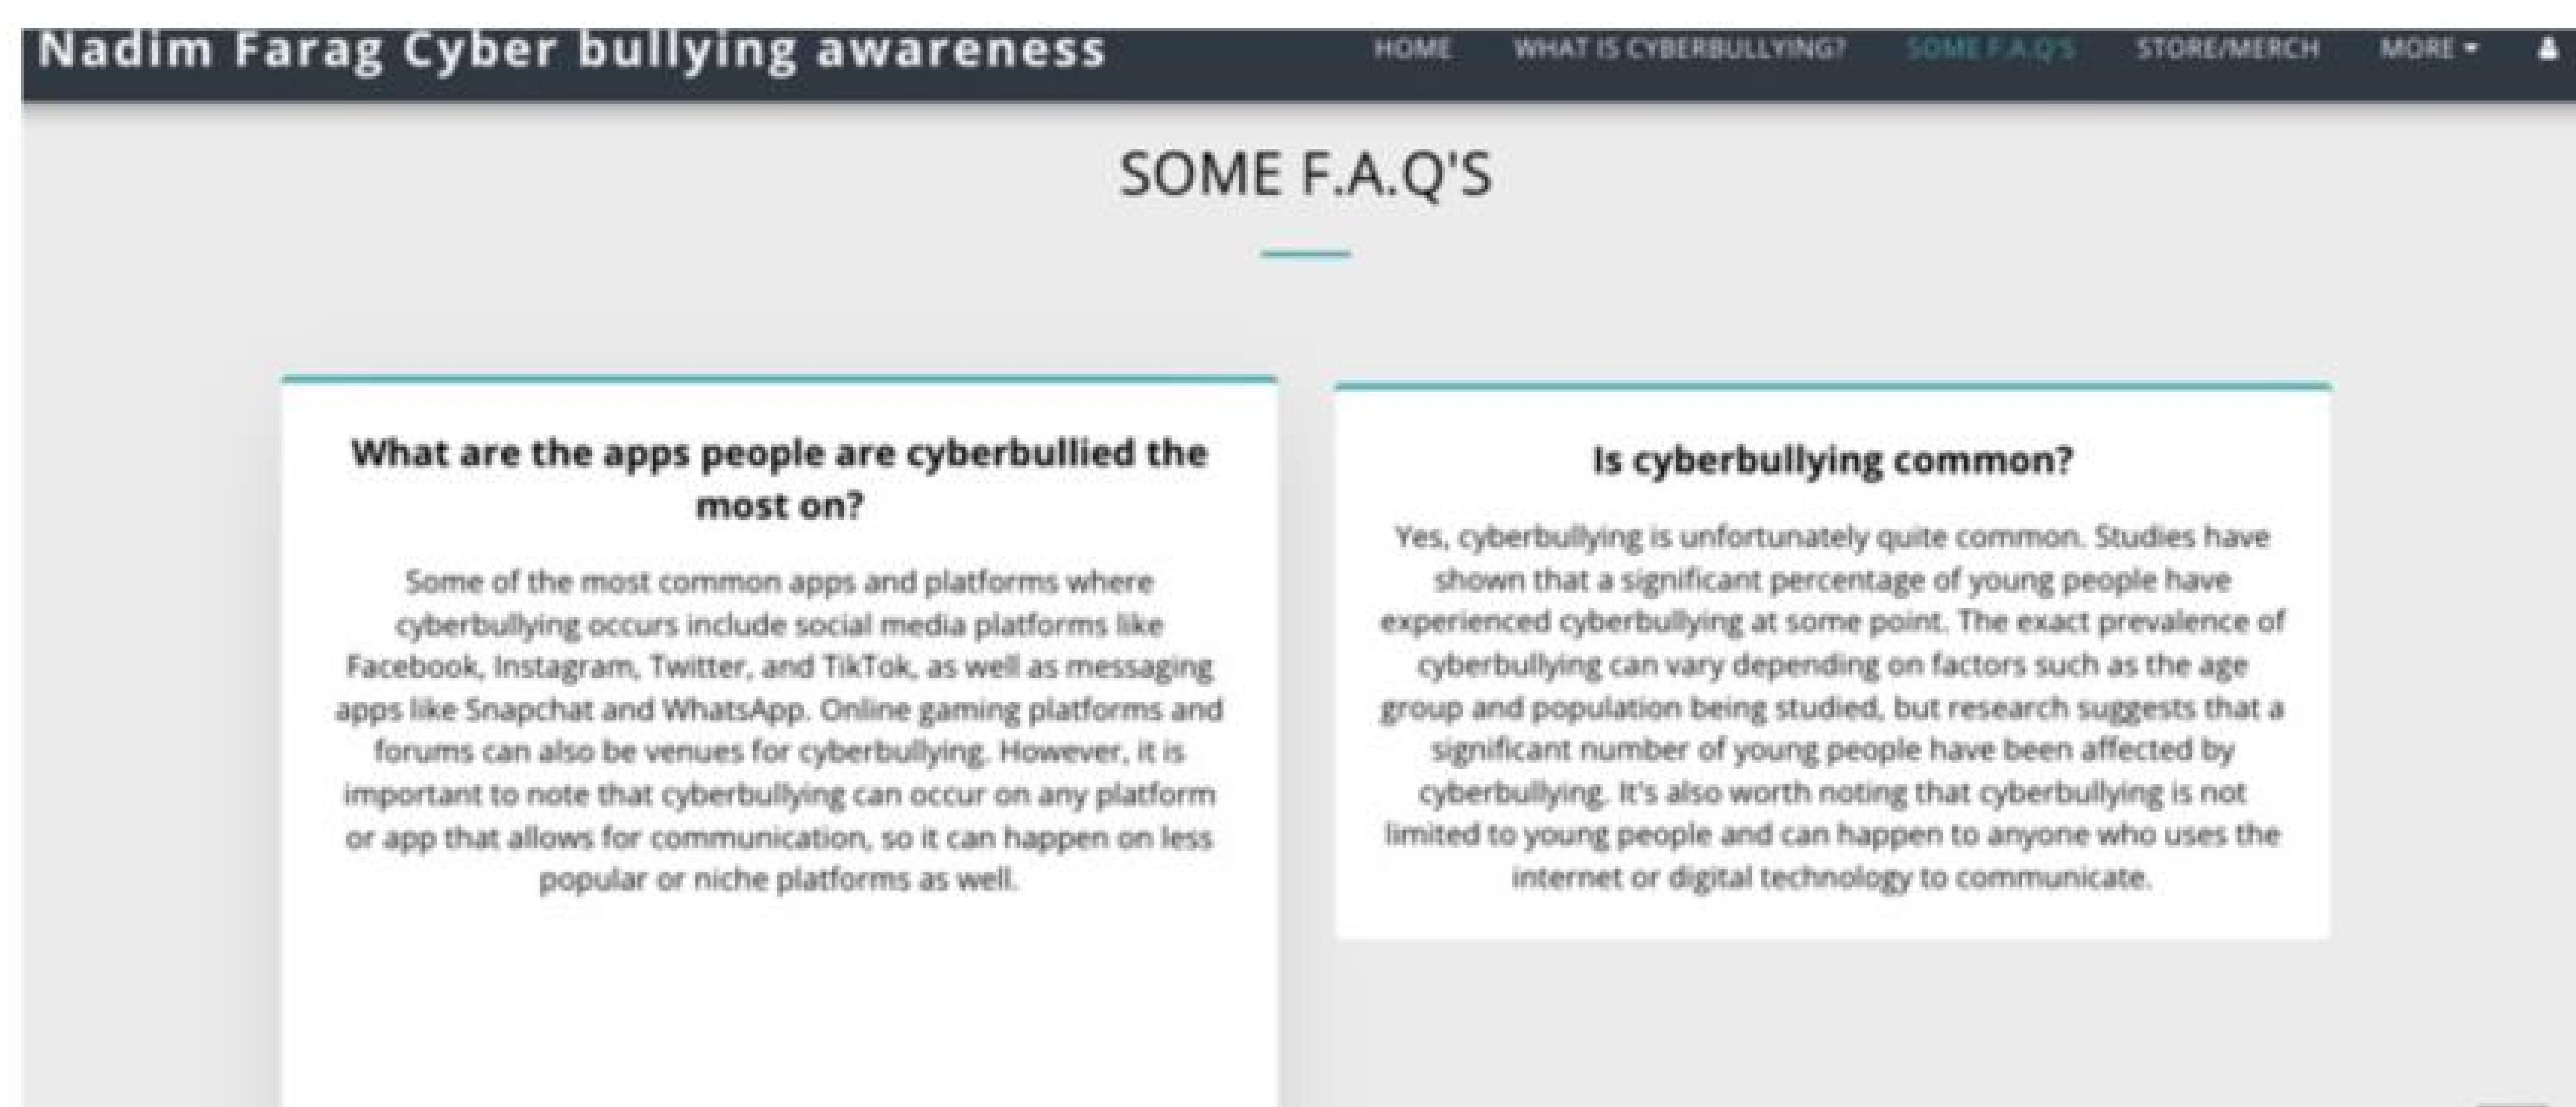 Nadim Farag Cyber bullying awareness
HOME WHAT IS CYBERBULLYING? SOME F.A.Q'S STORE/MERCH MORE
SOME F.A.Q'S
What are the apps people are cyberbullied the
most on?
Some of the most common apps and platforms where
cyberbullying occurs include social media platforms like
Facebook, Instagram, Twitter, and TikTok, as well as messaging
apps like Snapchat and WhatsApp. Online gaming platforms and
forums can also be venues for cyberbullying. However, it is
important to note that cyberbullying can occur on any platform
or app that allows for communication, so it can happen on less
popular or niche platforms as well.
Is cyberbullying common?
Yes, cyberbullying is unfortunately quite common. Studies have
shown that a significant percentage of young people have
experienced cyberbullying at some point. The exact prevalence of
cyberbullying can vary depending on factors such as the age
group and population being studied, but research suggests that a
significant number of young people have been affected by
cyberbullying. It's also worth noting that cyberbullying is not
limited to young people and can happen to anyone who uses the
internet or digital technology to communicate.